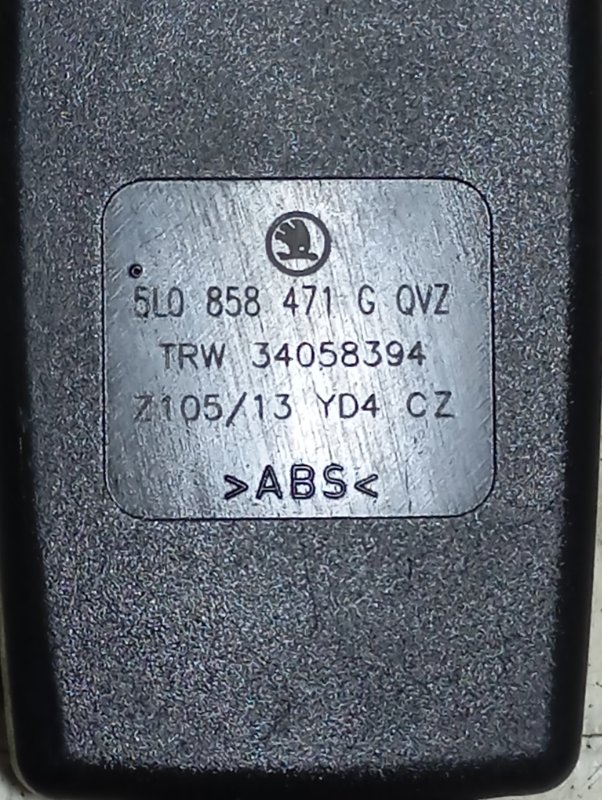 5L0 858 471 G QVZ
TRW 34058394
Z105/13 YD4 CZ
>ABS<